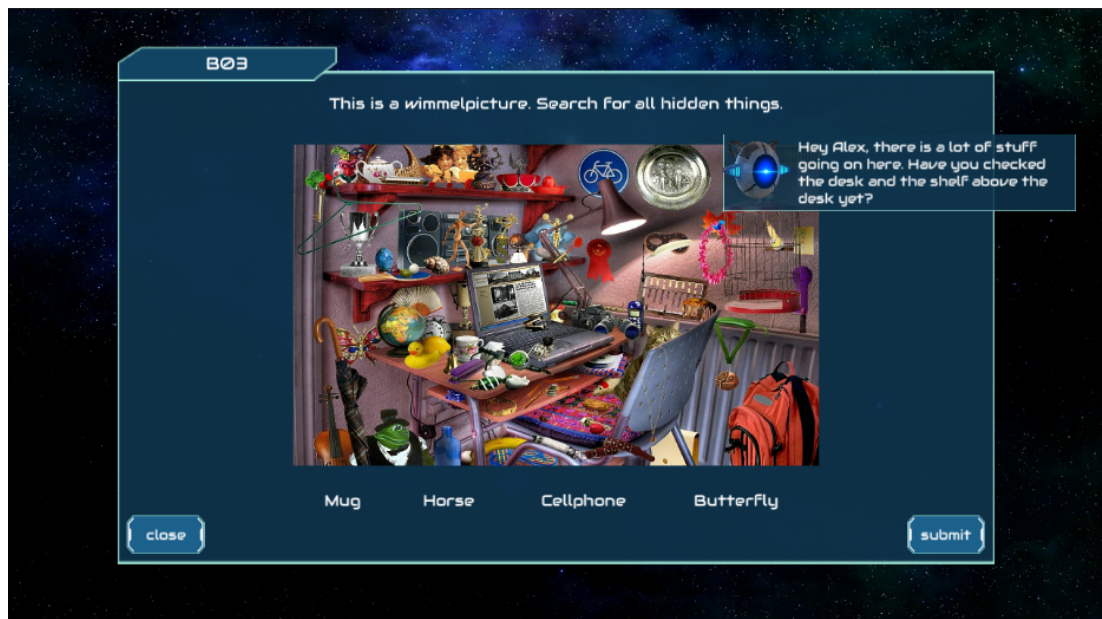 B03
This is a wimmelpicture. Search for all hidden things.
Hey Alex, there is a lot of stuff
going on here. Have you checked
the desk and the shelf above the
desk yet?
Mug Horse Cellphone Butterfly
close submit